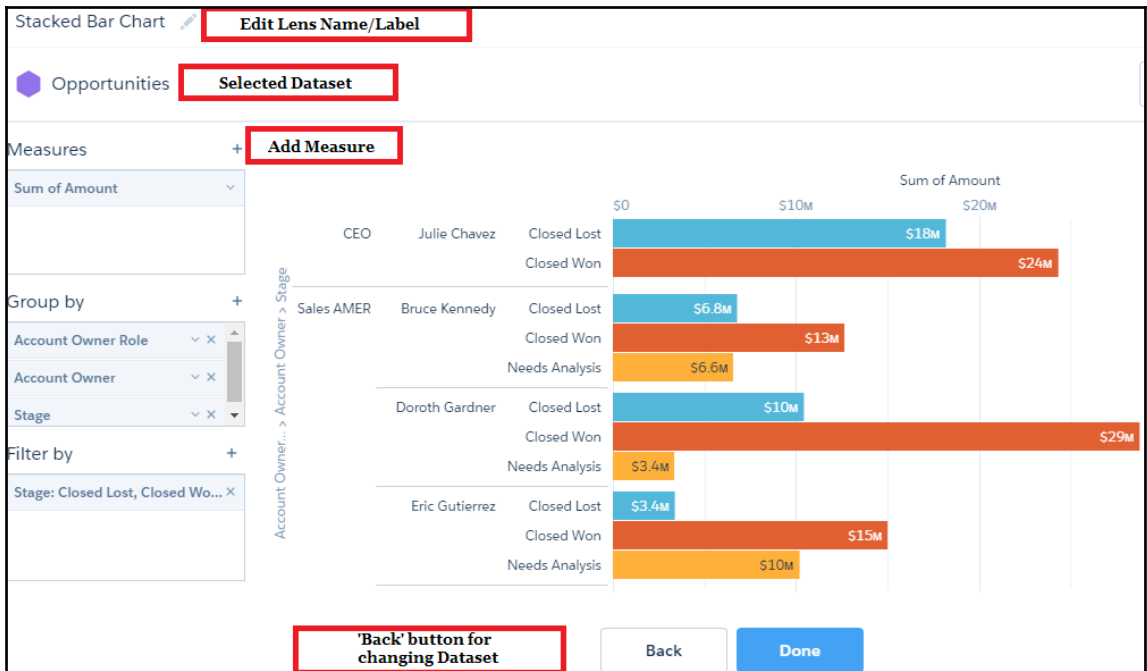 Stacked Bar Chart
Edit Lens Name/Label
Opportunities
Selected Dataset
Measures +
Add Measure
Sum of Amount
Group by +
Account Owner Role
Account Owner
Stage
Filter by +
Stage: Closed Lost, Closed Wo...
Sum of Amount
$0 $10M $20M
Account Owner... > Account Owner > Stage
CEO Julie Chavez Closed Lost $18M
Closed Won $24M
Sales AMER Bruce Kennedy Closed Lost $6.8M
Closed Won $13M
Needs Analysis $6.6M
Doroth Gardner Closed Lost $10M
Closed Won $29M
Needs Analysis $3.4M
Eric Gutierrez Closed Lost $3.4M
Closed Won $15M
Needs Analysis $10M
'Back' button for
changing Dataset
Back Done